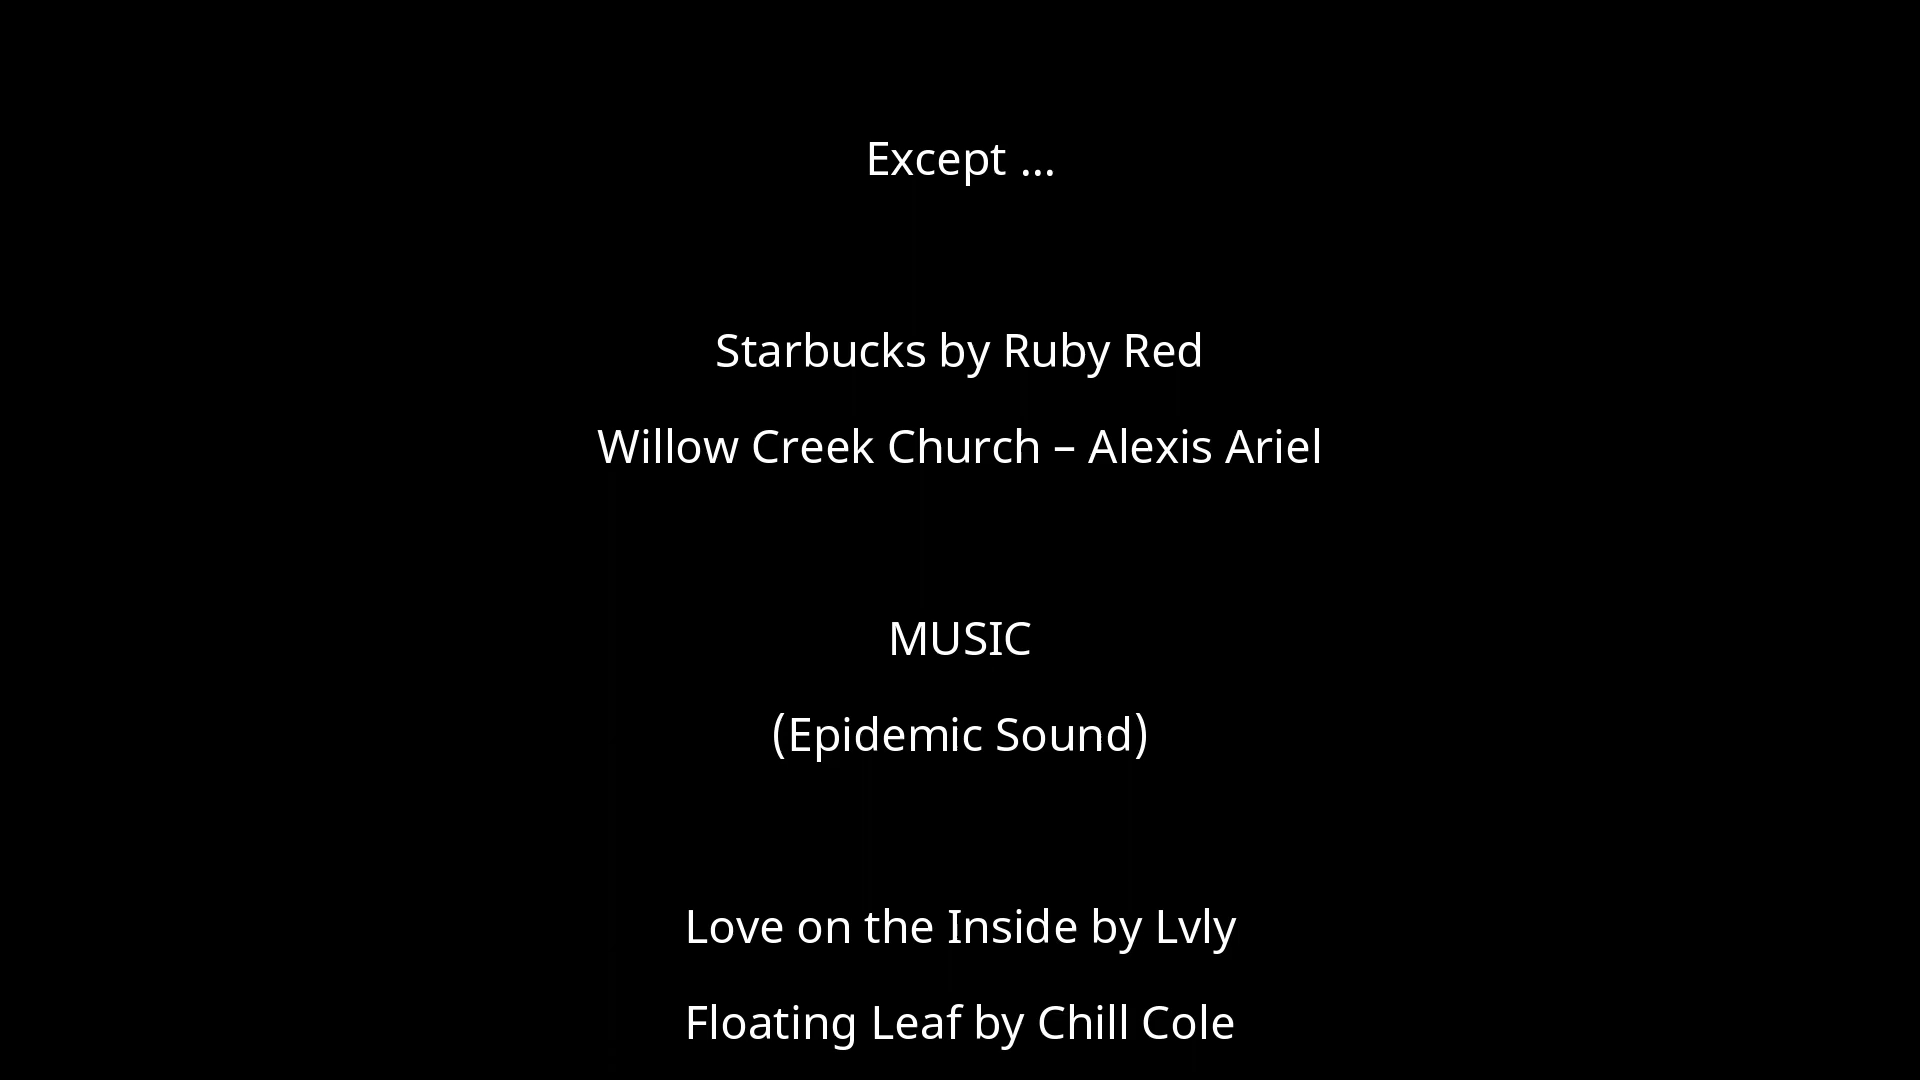 Except ...
Starbucks by Ruby Red
Willow Creek Church – Alexis Ariel
MUSIC
(Epidemic Sound)
Love on the Inside by Lvly
Floating Leaf by Chill Cole